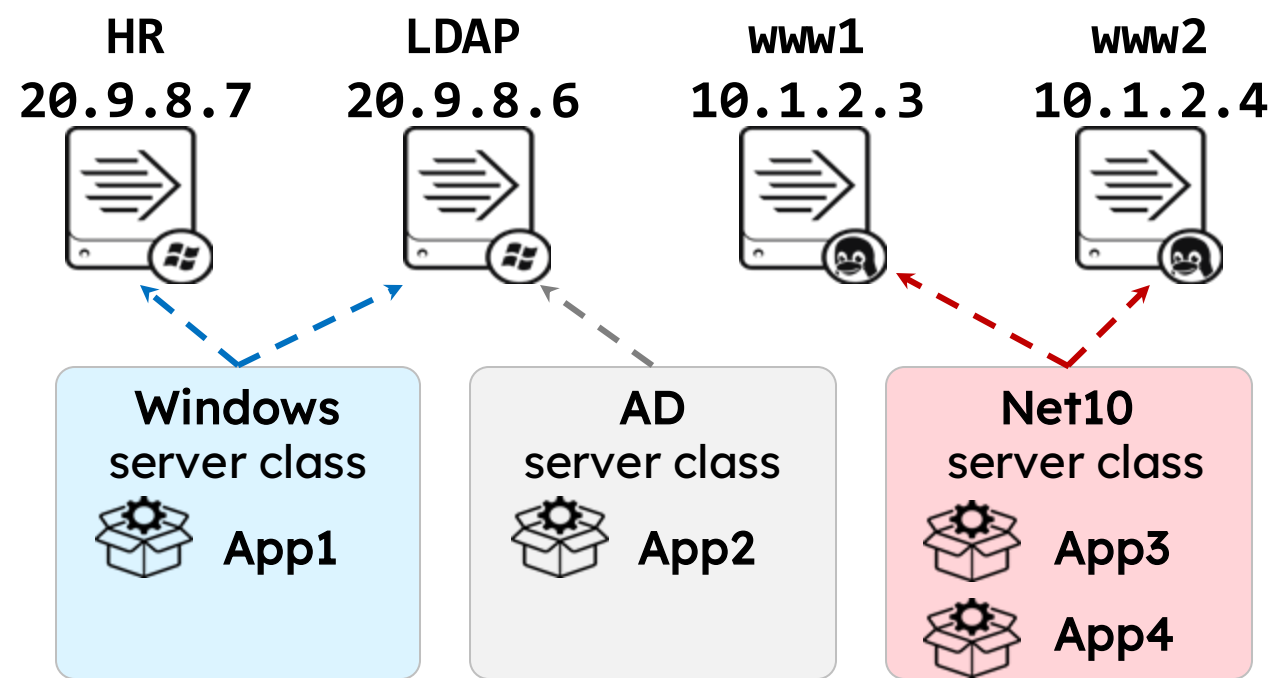 HR
LDAP
www1
www2
20.9.8.7
20.9.8.6
10.1.2.3
10.1.2.4
Windows
server class
App1
AD
server class
App2
Net10
server class
App3
App4